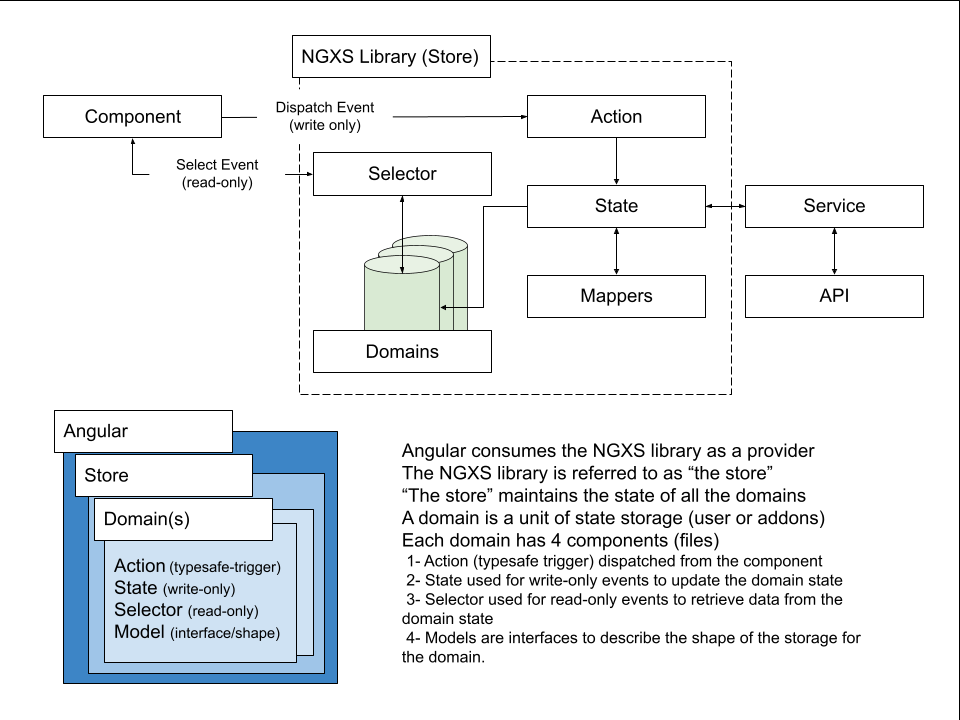 NGXS Library (Store)
Component
Dispatch Event
(write only)
Action
Select Event
(read-only)
Selector
State
Service
Mappers
API
Domains
Angular
Store
Domain(s)
Action (typesafe-trigger)
State (write-only)
Selector (read-only)
Model (interface/shape)
Angular consumes the NGXS library as a provider
The NGXS library is referred to as “the store”
“The store” maintains the state of all the domains
A domain is a unit of state storage (user or addons)
Each domain has 4 components (files)
1- Action (typesafe trigger) dispatched from the component
2- State used for write-only events to update the domain state
3- Selector used for read-only events to retrieve data from the
domain state
4- Models are interfaces to describe the shape of the storage for
the domain.